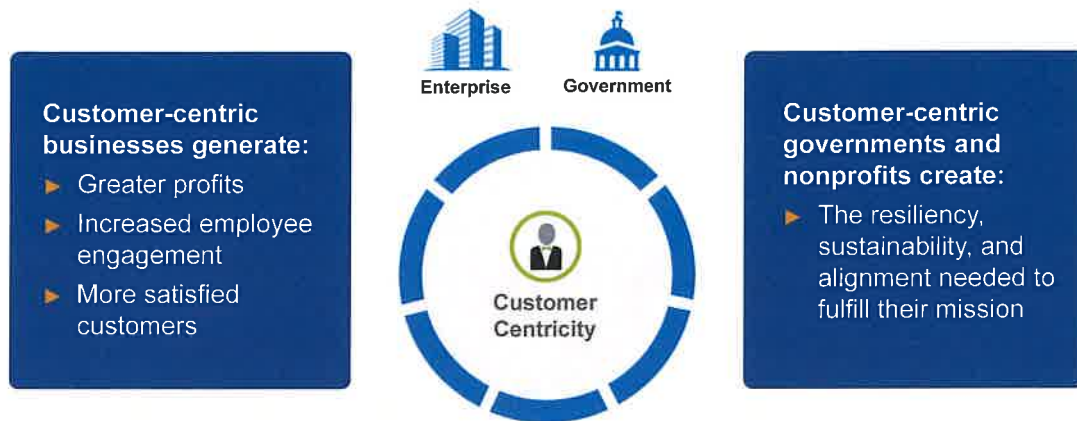 Enterprise
Government
Customer-centric
businesses generate:
Greater profits
Increased employee
engagement
More satisfied
customers
Customer
Centricity
Customer-centric
governments and
nonprofits create:
The resiliency,
sustainability, and
alignment needed to
fulfill their mission